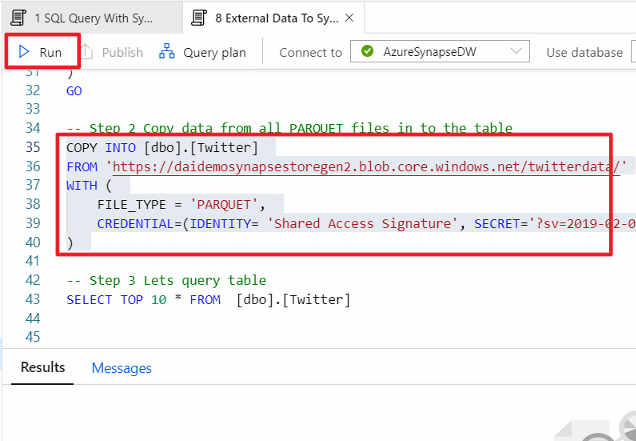 1 SQL Query With Sy...
8 External Data To Sy...
Run
Publish
Query plan
Connect to
AzureSynapseDW
Use database
31 )
32 GO
33
34 -- Step 2 Copy data from all PARQUET files in to the table
35 COPY INTO [dbo].[Twitter]
36 FROM 'https://daidemosynapsestoregen2.blob.core.windows.net/twitterdata/'
37 WITH (
38 FILE_TYPE = 'PARQUET',
39 CREDENTIAL=(IDENTITY= 'Shared Access Signature', SECRET='?sv=2019-02-0
40 )
41
42 -- Step 3 Lets query table
43 SELECT TOP 10 * FROM [dbo].[Twitter]
44
45
Results
Messages